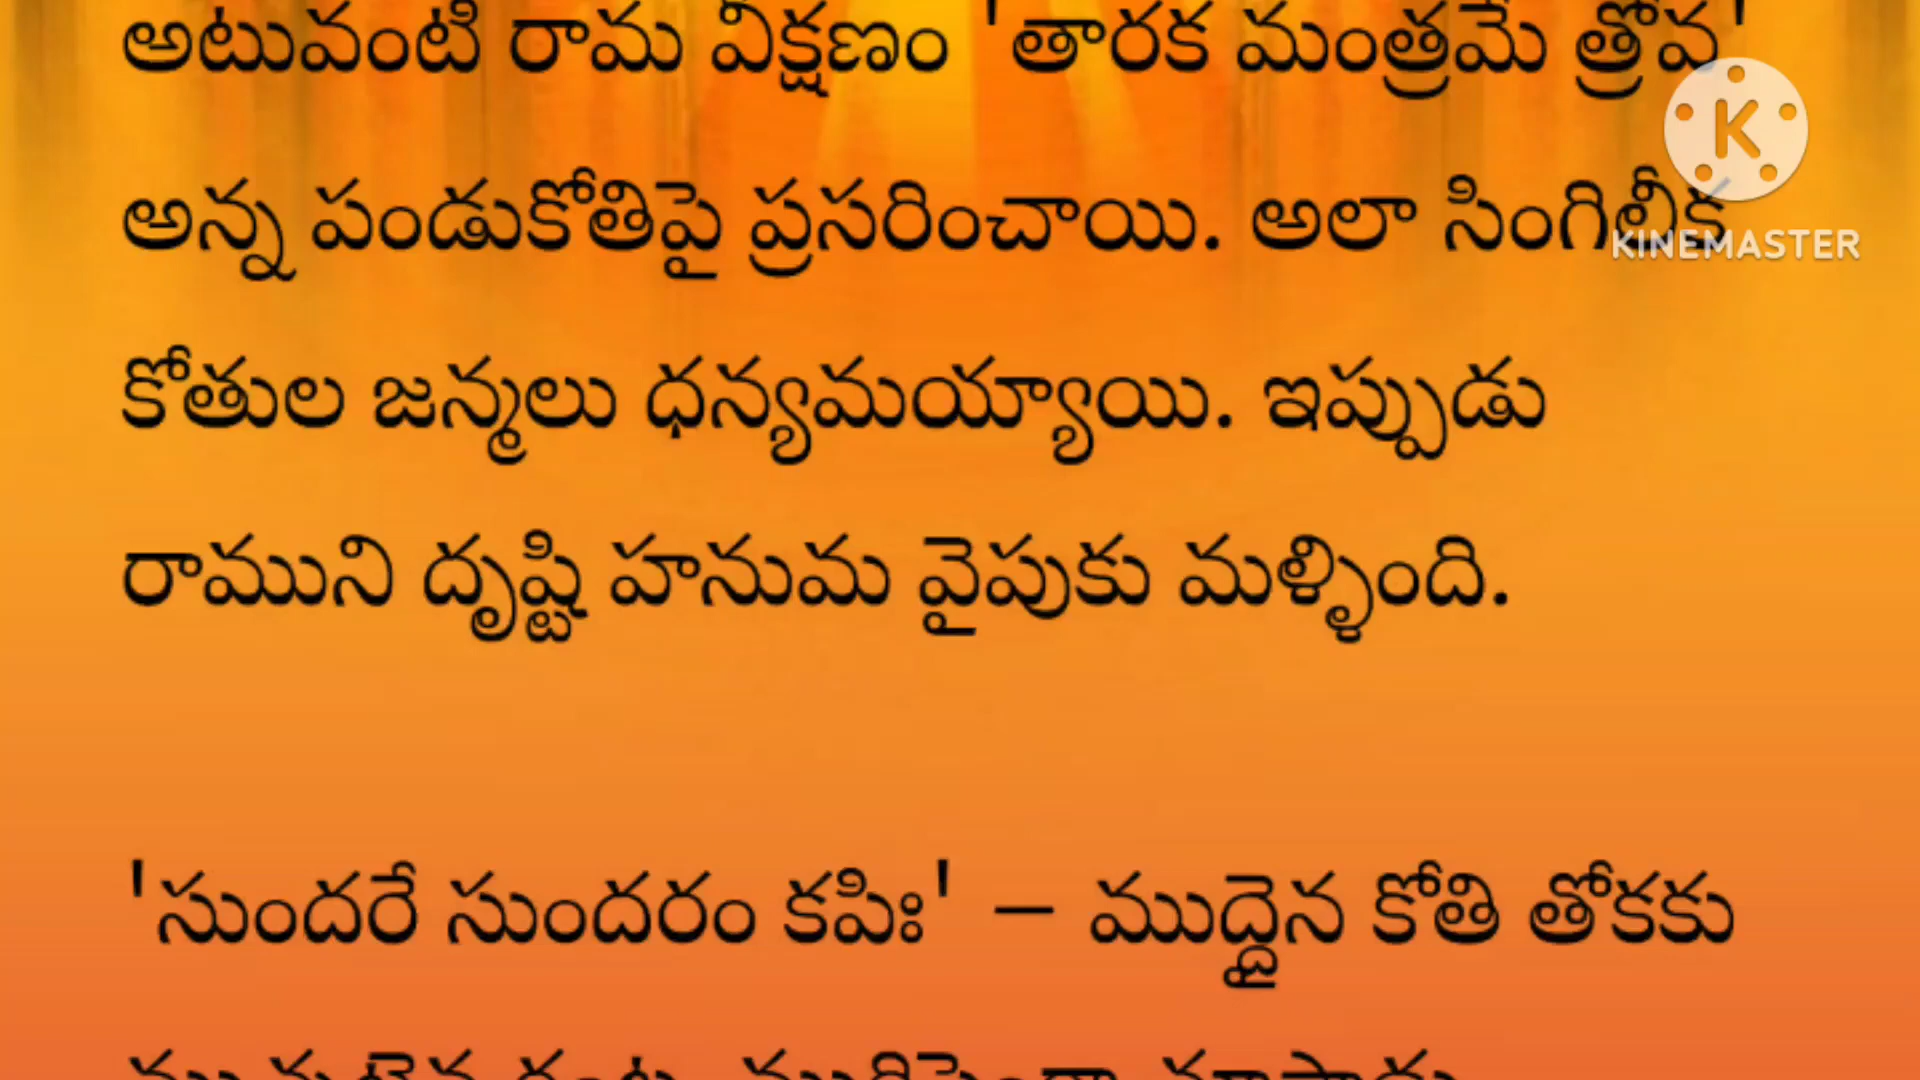 అటువంటి రామ వీక్షణం 'తారక మంత్రమే త్రోవ'
K
అన్న పండుకోతిపై ప్రసరించాయి. అలా సింగిలీక
KINEMASTER
కోతుల జన్మలు ధన్యమయ్యాయి. ఇప్పుడు
రాముని దృష్టి హనుమ వైపుకు మళ్ళింది.
'సుందరే సుందరం కపిః' – ముద్దైన కోతి తోకకు